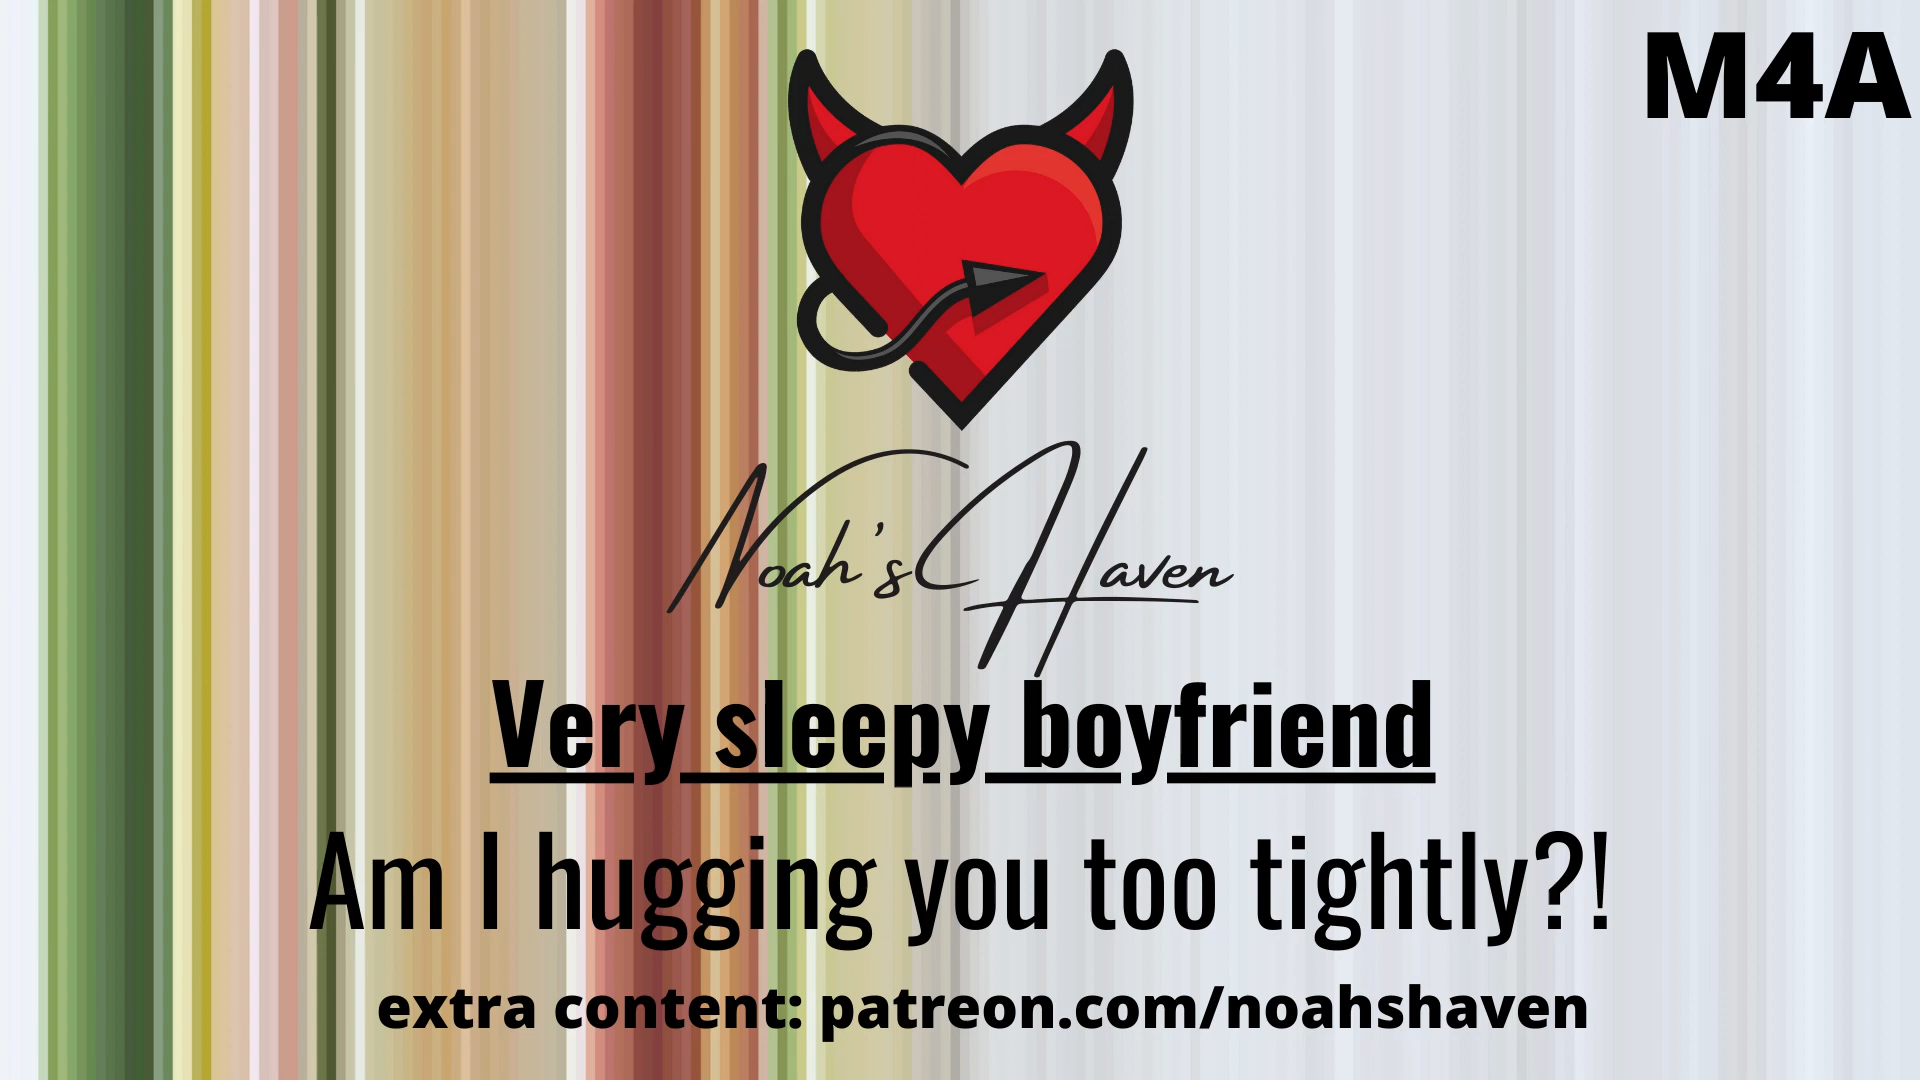 M4A
Noah's Haven
Very sleepy boyfriend
Am I hugging you too tightly?!
extra content: patreon.com/noahshaven